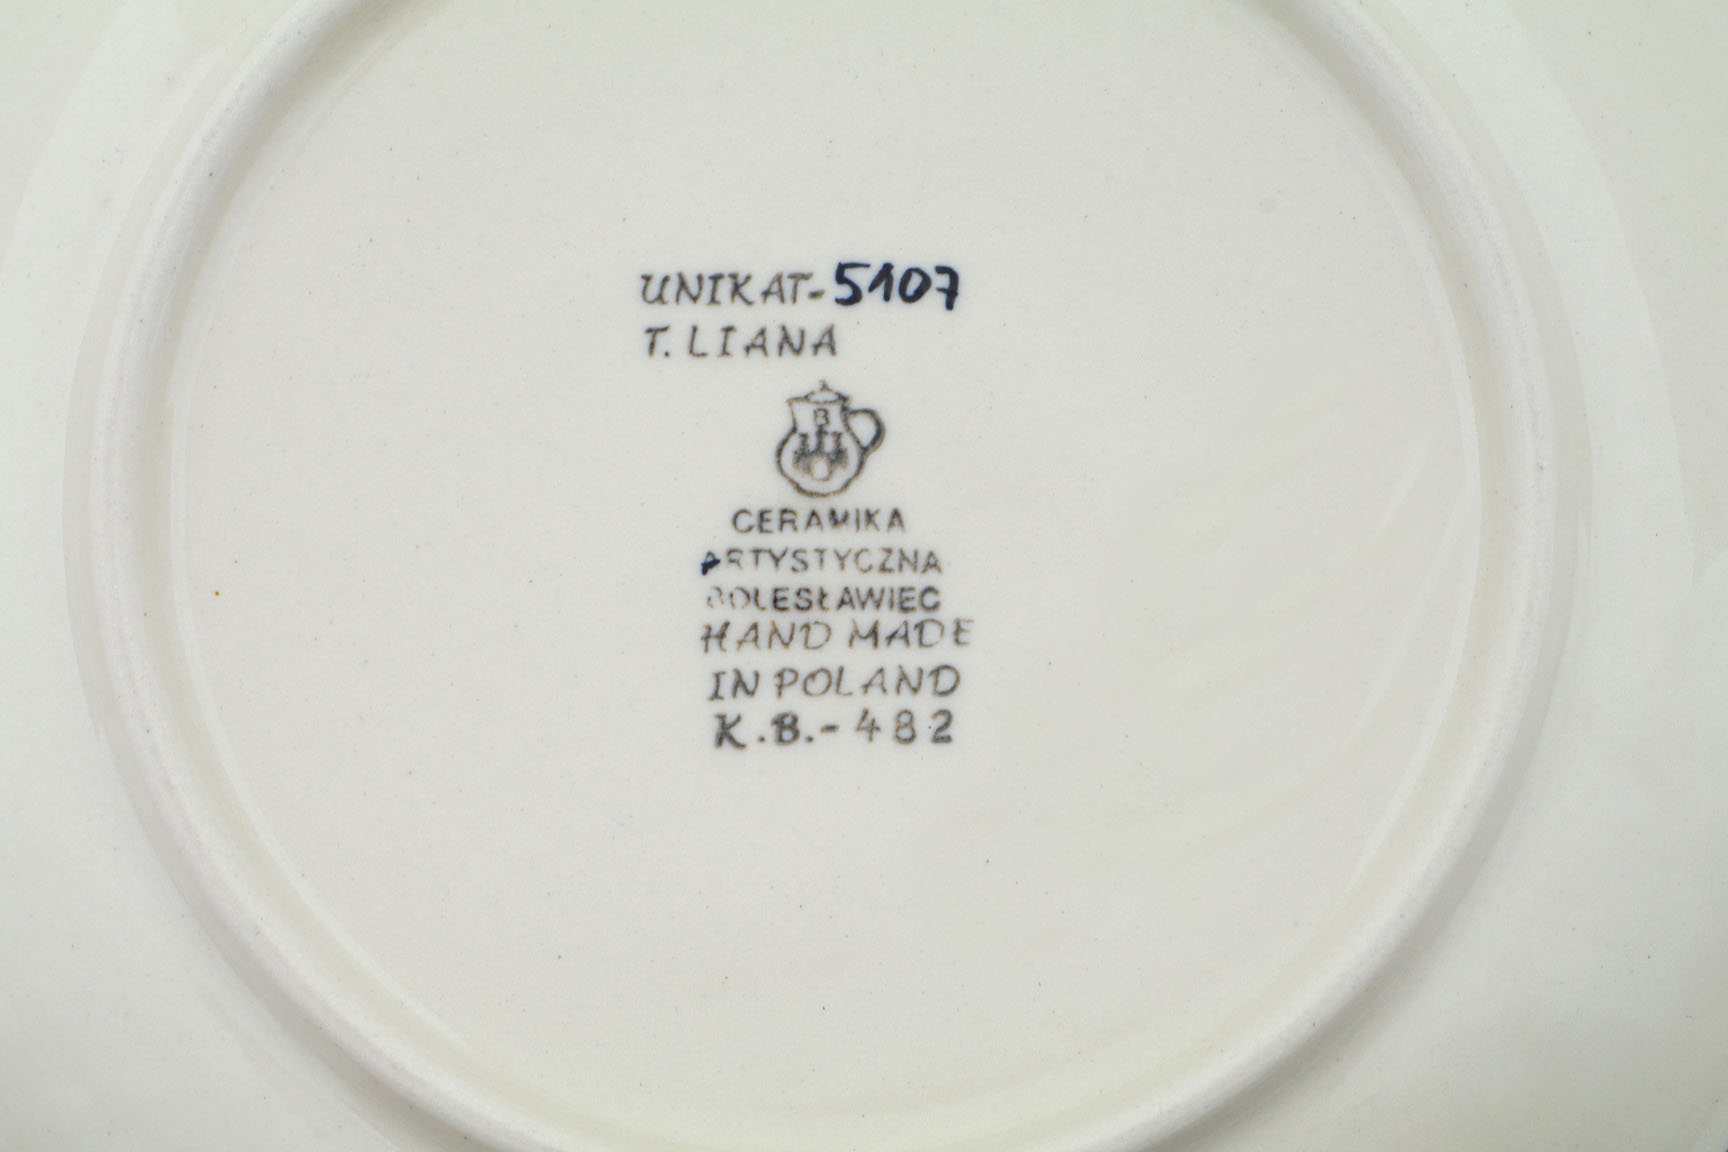 UNIKAT-5107
T. LIANA
B
CERAMIKA
ARTYSTYCZNA
BOLESŁAWIEC
HAND MADE
IN POLAND
K.B.-482